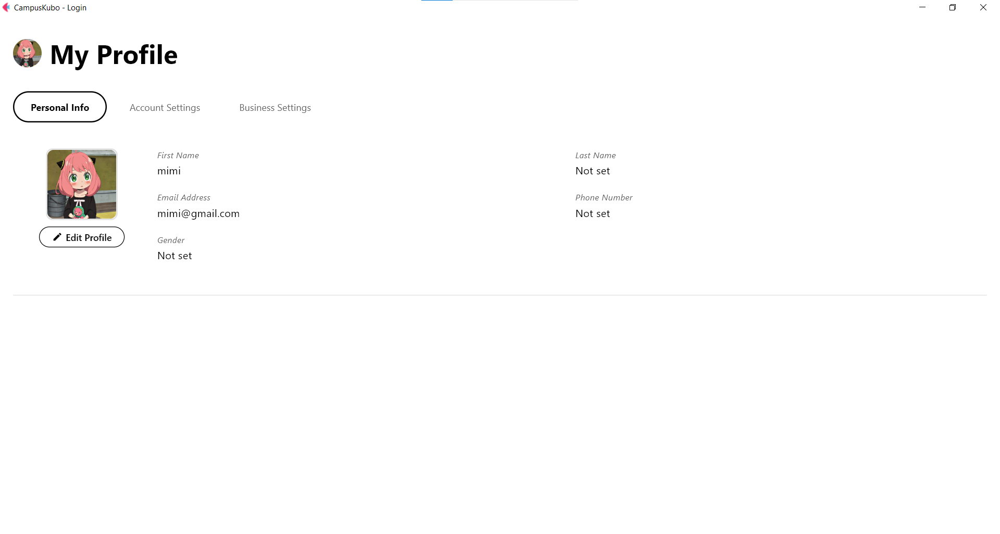 CampusKubo - Login
My Profile
Personal Info
Account Settings
Business Settings
First Name
mimi
Last Name
Not set
Email Address
mimi@gmail.com
Phone Number
Not set
Edit Profile
Gender
Not set